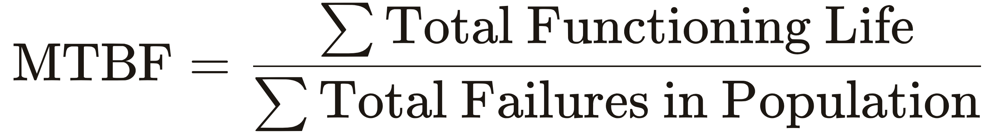 MTBF = ∑ Total Functioning Life
∑ Total Failures in Population